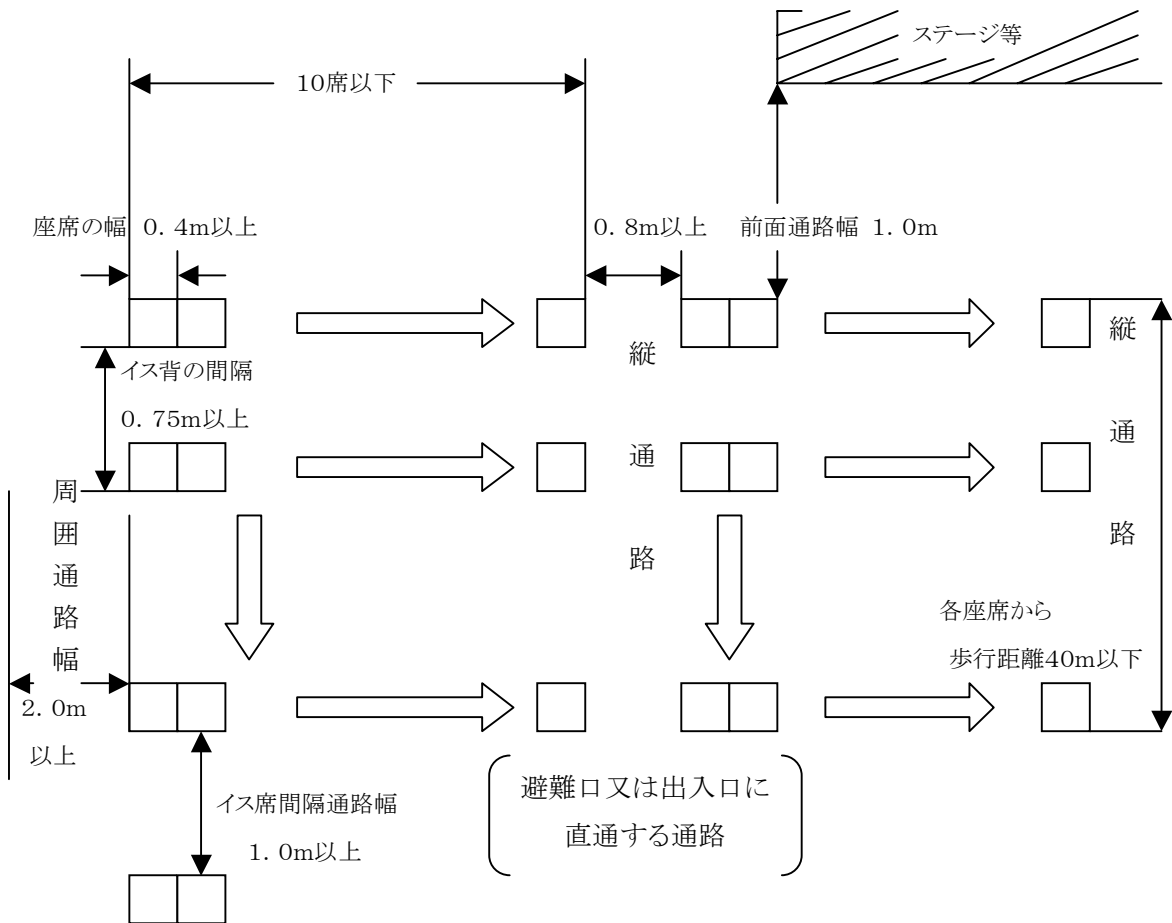 ステージ等
10席以下
座席の幅 0.4m以上
0.8m以上
前面通路幅 1.0m
イス背の間隔
0.75m以上
縦通路
縦通路
周囲通路幅
2.0m
以上
各座席から
歩行距離40m以下
イス席間隔通路幅
1.0m以上
避難口又は出入口に
直通する通路